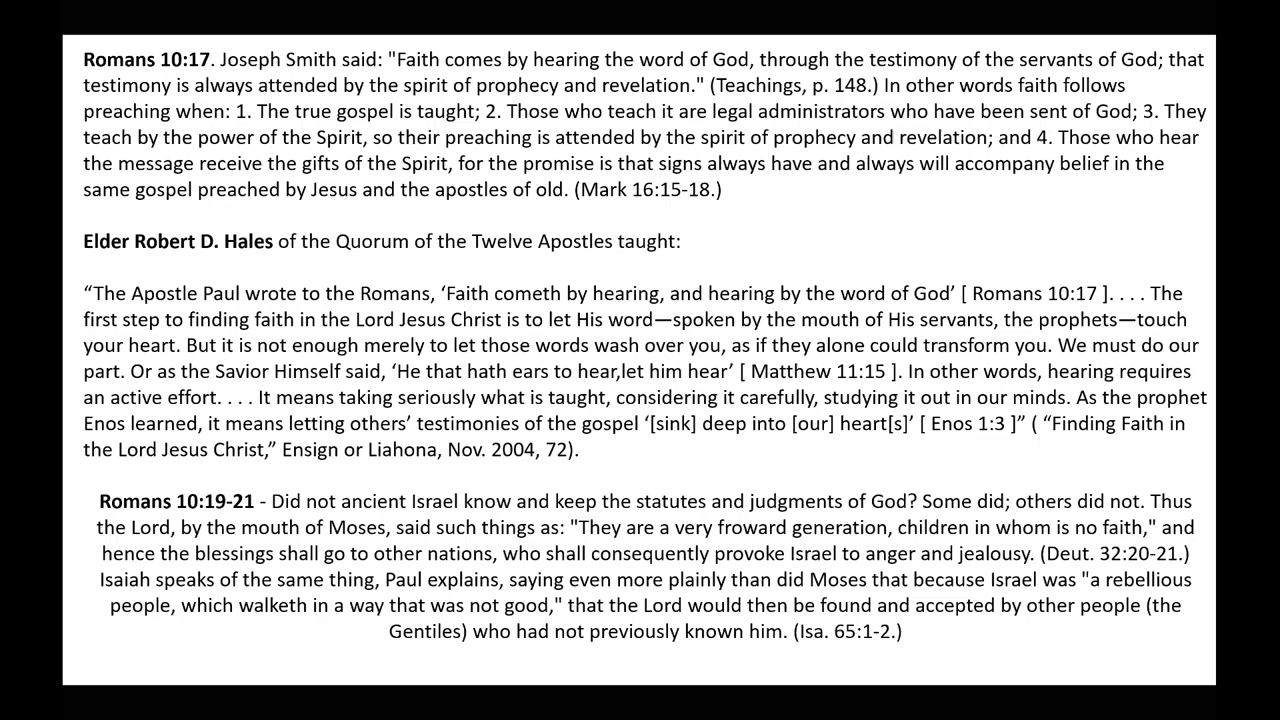 Romans 10:17. Joseph Smith said: "Faith comes by hearing the word of God, through the testimony of the servants of God; that
testimony is always attended by the spirit of prophecy and revelation." (Teachings, p. 148.) In other words faith follows
preaching when: 1. The true gospel is taught; 2. Those who teach it are legal administrators who have been sent of God; 3. They
teach by the power of the Spirit, so their preaching is attended by the spirit of prophecy and revelation; and 4. Those who hear
the message receive the gifts of the Spirit, for the promise is that signs always have and always will accompany belief in the
same gospel preached by Jesus and the apostles of old. (Mark 16:15-18.)
Elder Robert D. Hales of the Quorum of the Twelve Apostles taught:
“The Apostle Paul wrote to the Romans, ‘Faith cometh by hearing, and hearing by the word of God’ [ Romans 10:17 ]. . . . The
first step to finding faith in the Lord Jesus Christ is to let His word—spoken by the mouth of His servants, the prophets—touch
your heart. But it is not enough merely to let those words wash over you, as if they alone could transform you. We must do our
part. Or as the Savior Himself said, ‘He that hath ears to hear,let him hear’ [ Matthew 11:15 ]. In other words, hearing requires
an active effort. . . . It means taking seriously what is taught, considering it carefully, studying it out in our minds. As the prophet
Enos learned, it means letting others’ testimonies of the gospel ‘[sink] deep into [our] heart[s]’ [ Enos 1:3 ]” ( “Finding Faith in
the Lord Jesus Christ,” Ensign or Liahona, Nov. 2004, 72).
Romans 10:19-21 - Did not ancient Israel know and keep the statutes and judgments of God? Some did; others did not. Thus
the Lord, by the mouth of Moses, said such things as: "They are a very froward generation, children in whom is no faith," and
hence the blessings shall go to other nations, who shall consequently provoke Israel to anger and jealousy. (Deut. 32:20-21.)
Isaiah speaks of the same thing, Paul explains, saying even more plainly than did Moses that because Israel was "a rebellious
people, which walketh in a way that was not good," that the Lord would then be found and accepted by other people (the
Gentiles) who had not previously known him. (Isa. 65:1-2.)